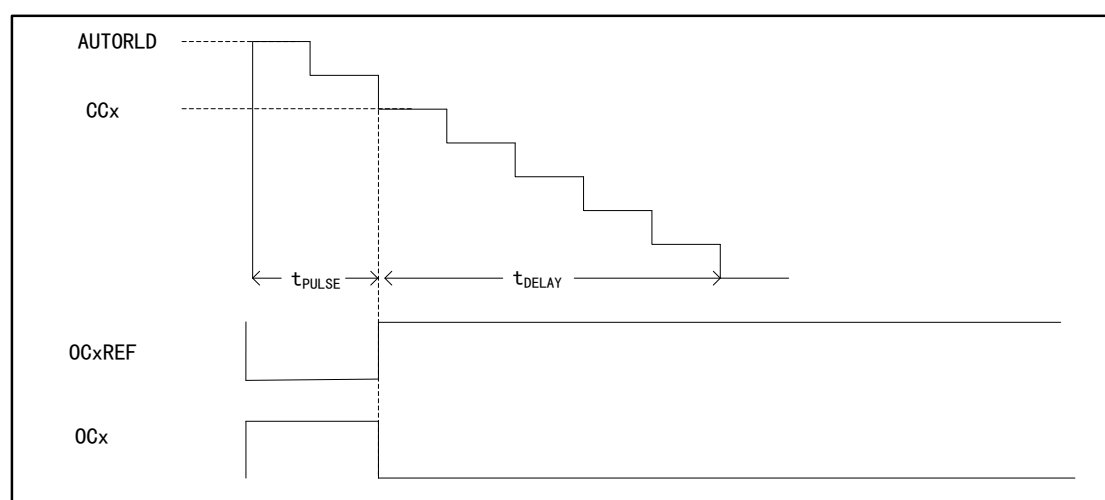 AUTORLD
CCx
tPULSE
tDELAY
OCxREF
OCx